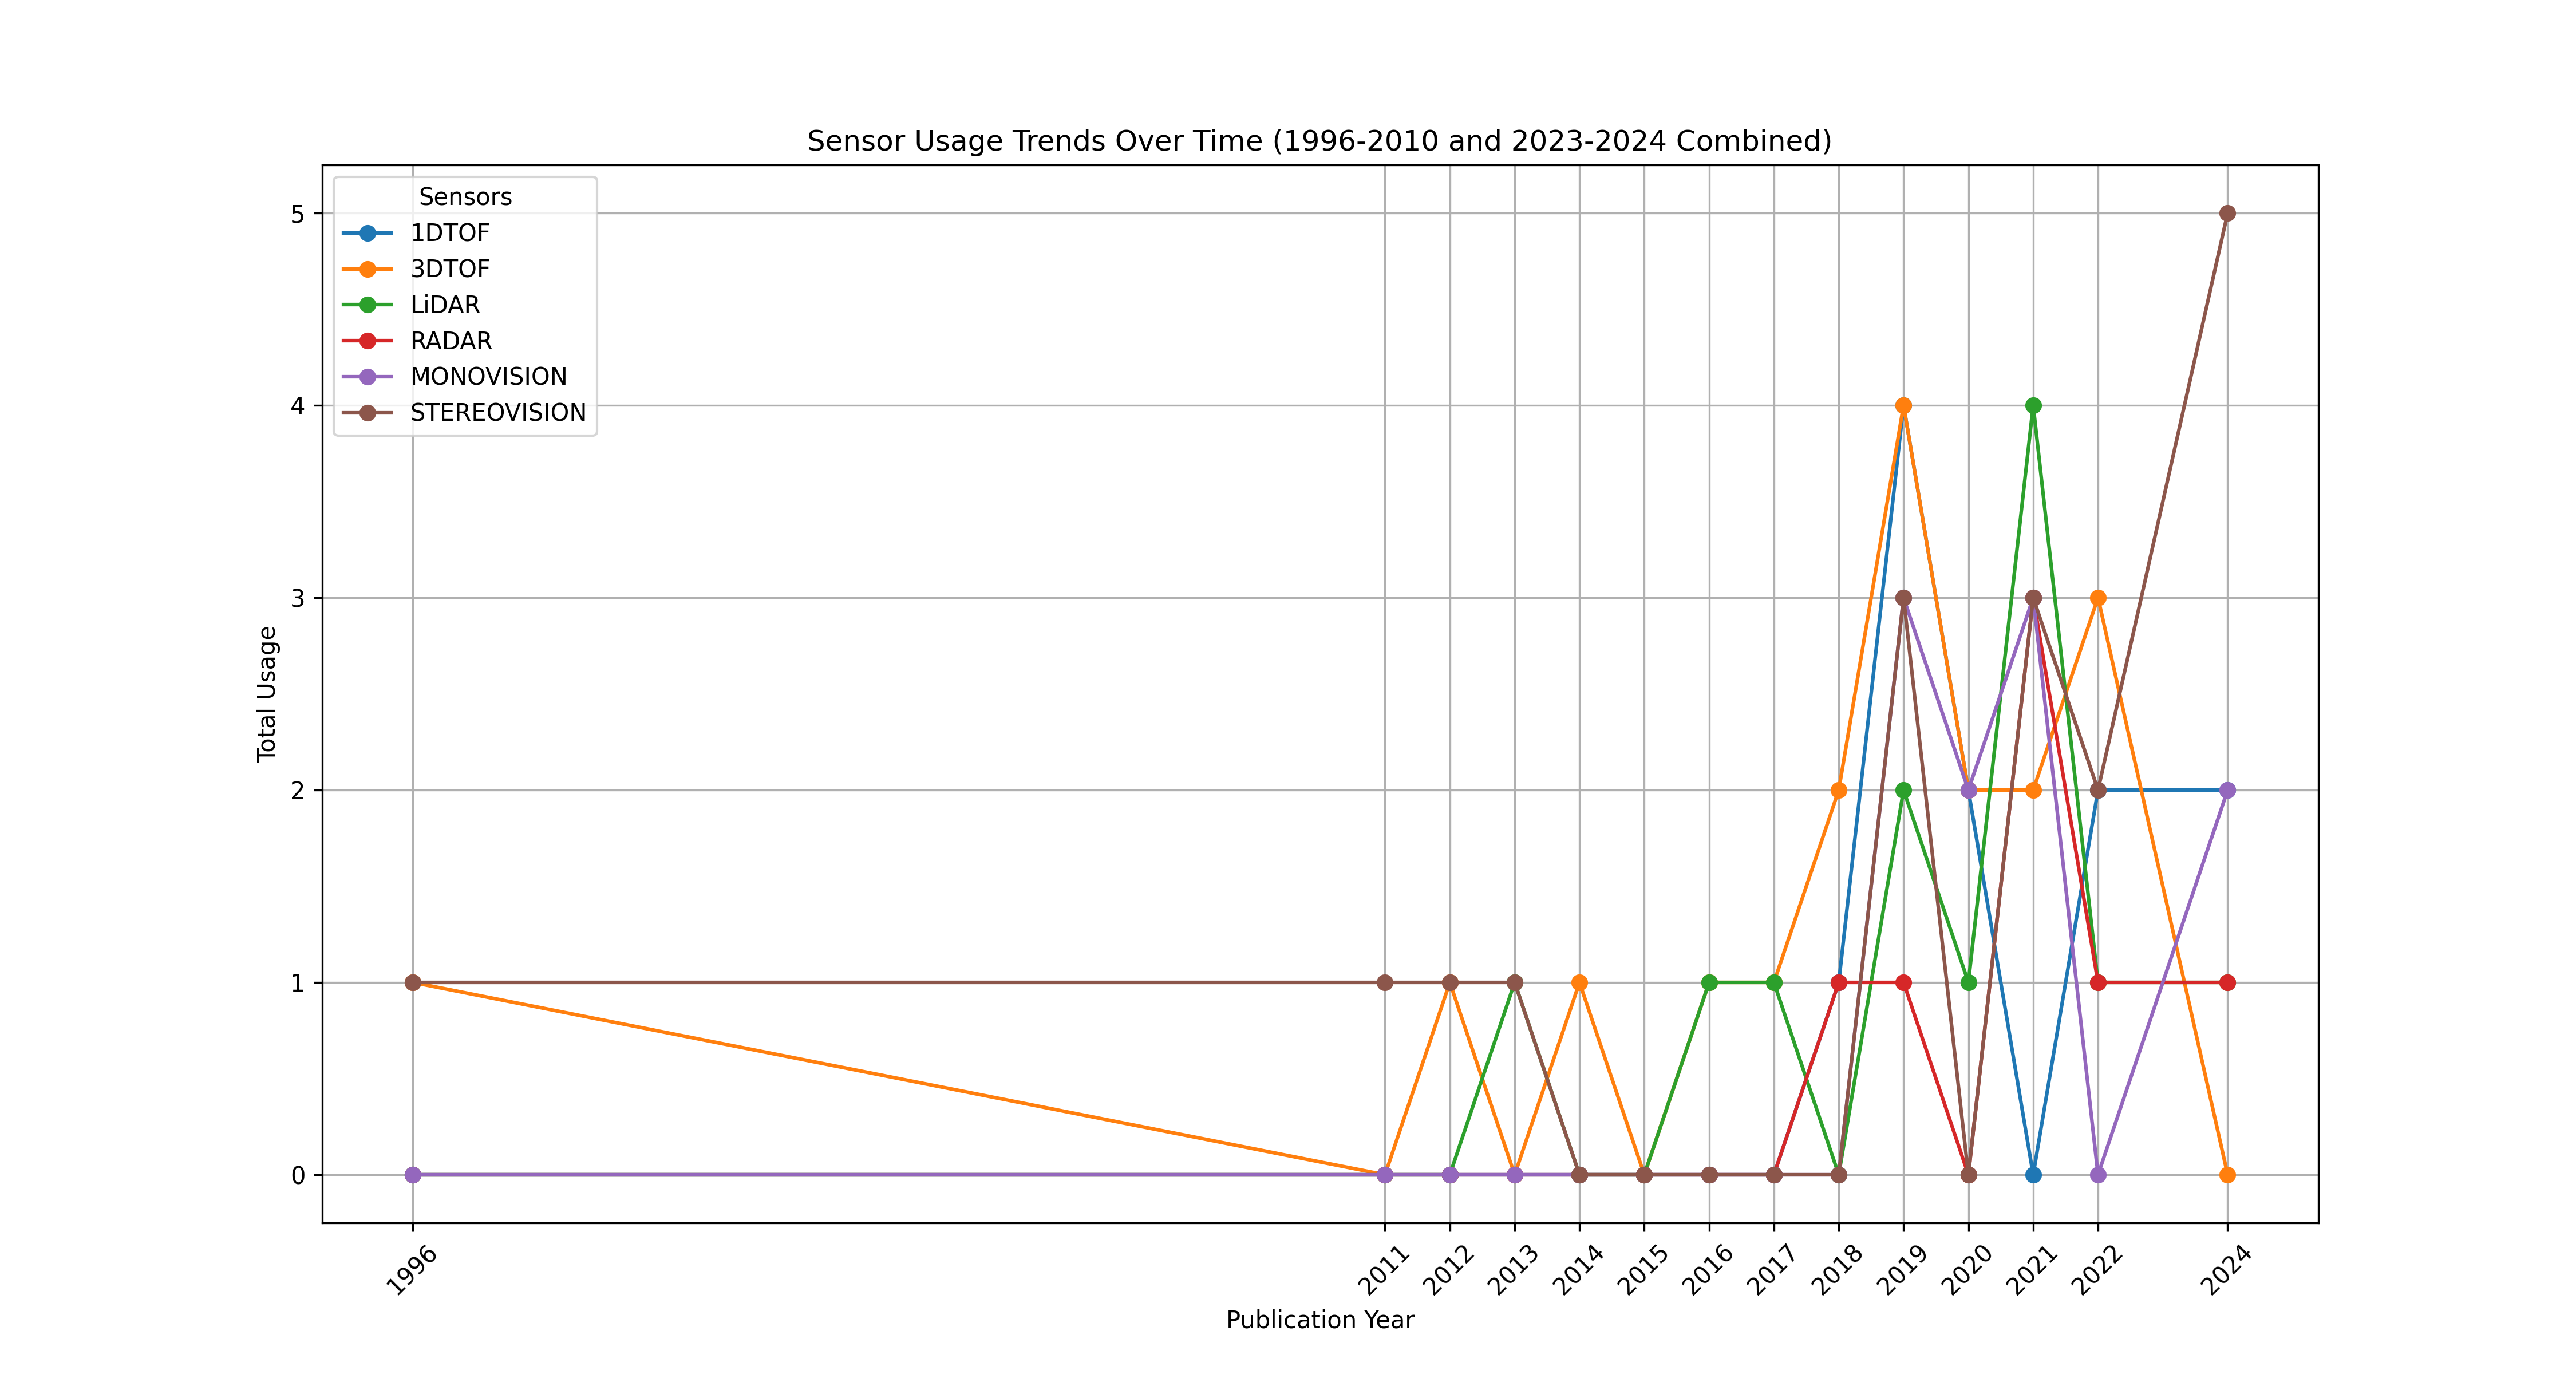 Sensor Usage Trends Over Time (1996-2010 and 2023-2024 Combined)
Sensors
1DTOF
3DTOF
LiDAR
RADAR
MONOVISION
STEREOVISION
Total Usage
5
4
3
2
1
0
1996
2011
2012
2013
2014
2015
2016
2017
2018
2019
2020
2021
2022
2024
Publication Year